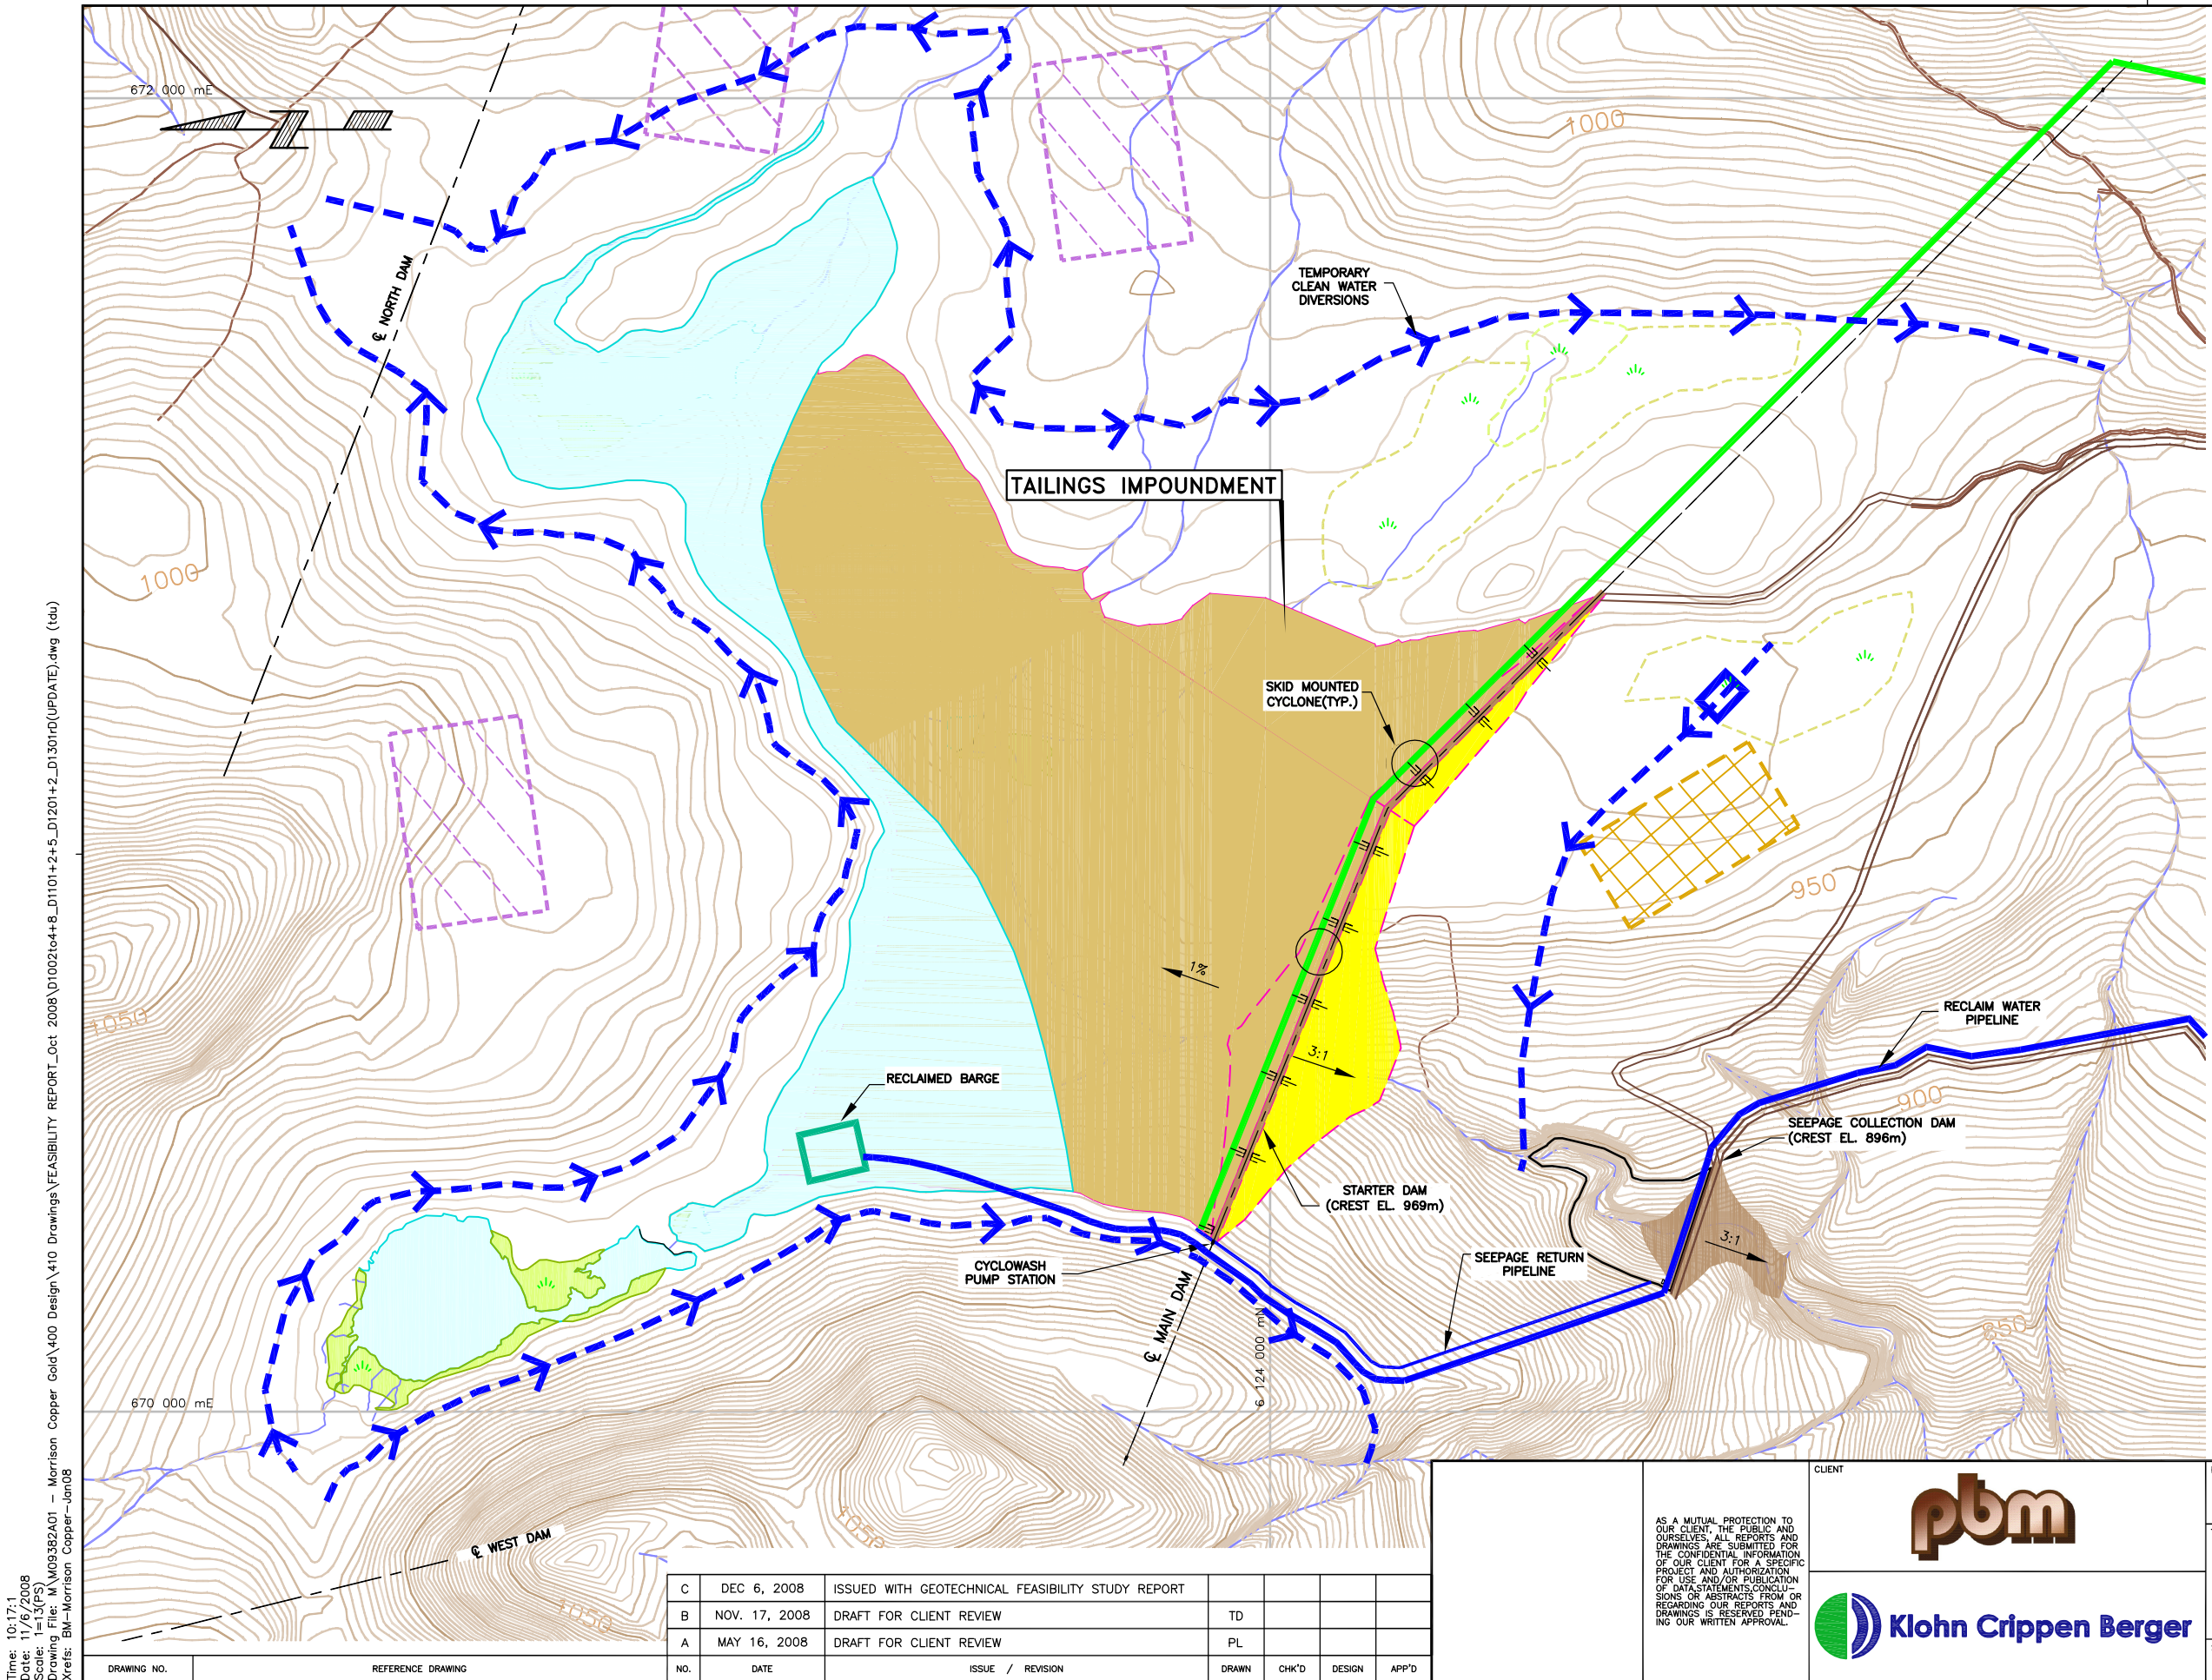 672 000 mE
1000
℄ NORTH DAM
TEMPORARY
CLEAN WATER
DIVERSIONS
TAILINGS IMPOUNDMENT
1000
SKID MOUNTED
CYCLONE(TYP.)
950
1050
1%
3:1
RECLAIM WATER
PIPELINE
RECLAIMED BARGE
900
SEEPAGE COLLECTION DAM
(CREST EL. 896m)
STARTER DAM
(CREST EL. 969m)
3:1
CYCLOWASH
PUMP STATION
SEEPAGE RETURN
PIPELINE
℄ MAIN DAM
6 124 000 mN
850
670 000 mE
1050
℄ WEST DAM
1050
Time: 10:17:1
Date: 11/6/2008
Scale: 1=13(PS)
Drawing File: M:\M09382A01 - Morrison Copper Gold\400 Design\410 Drawings\FEASIBILITY REPORT_Oct 2008\D1002to4+8_D1101+2+5_D1201+2_D1301rD(UPDATE).dwg (tdu)
Xrefs: BM-Morrison Copper-Jan08
C DEC 6, 2008 ISSUED WITH GEOTECHNICAL FEASIBILITY STUDY REPORT
B NOV. 17, 2008 DRAFT FOR CLIENT REVIEW TD
A MAY 16, 2008 DRAFT FOR CLIENT REVIEW PL
DRAWING NO. REFERENCE DRAWING NO. DATE ISSUE / REVISION DRAWN CHK'D DESIGN APP'D
AS A MUTUAL PROTECTION TO
OUR CLIENT, THE PUBLIC AND
OURSELVES, ALL REPORTS AND
DRAWINGS ARE SUBMITTED FOR
THE CONFIDENTIAL INFORMATION
OF OUR CLIENT FOR A SPECIFIC
PROJECT AND AUTHORIZATION
FOR USE AND/OR PUBLICATION
OF DATA,STATEMENTS,CONCLU-
SIONS OR ABSTRACTS FROM OR
REGARDING OUR REPORTS AND
DRAWINGS IS RESERVED PEND-
ING OUR WRITTEN APPROVAL.
CLIENT
pbm
Klohn Crippen Berger